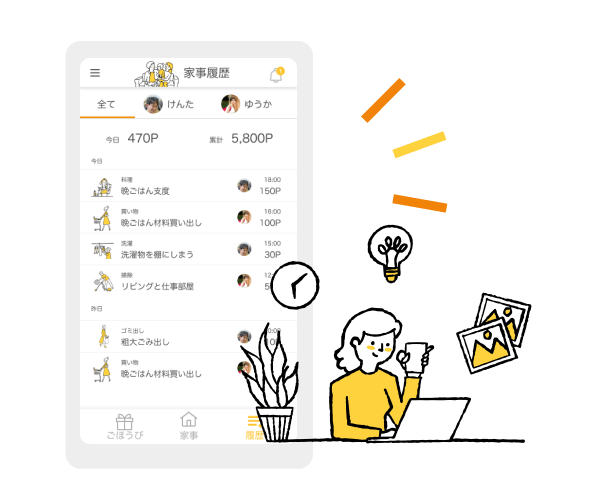 家事履歴
全て けんた ゆうか
今日 470P 累計 5,800P
今日
料理 18:00
晩ごはん支度 150P
買い物 16:00
晩ごはん材料買い出し 100P
洗濯 15:00
洗濯物を棚にしまう 30P
掃除
リビングと仕事部屋
昨日
ゴミ出し
粗大ごみ出し
買い物
晩ごはん材料買い出し
ごほうび 家事 履歴